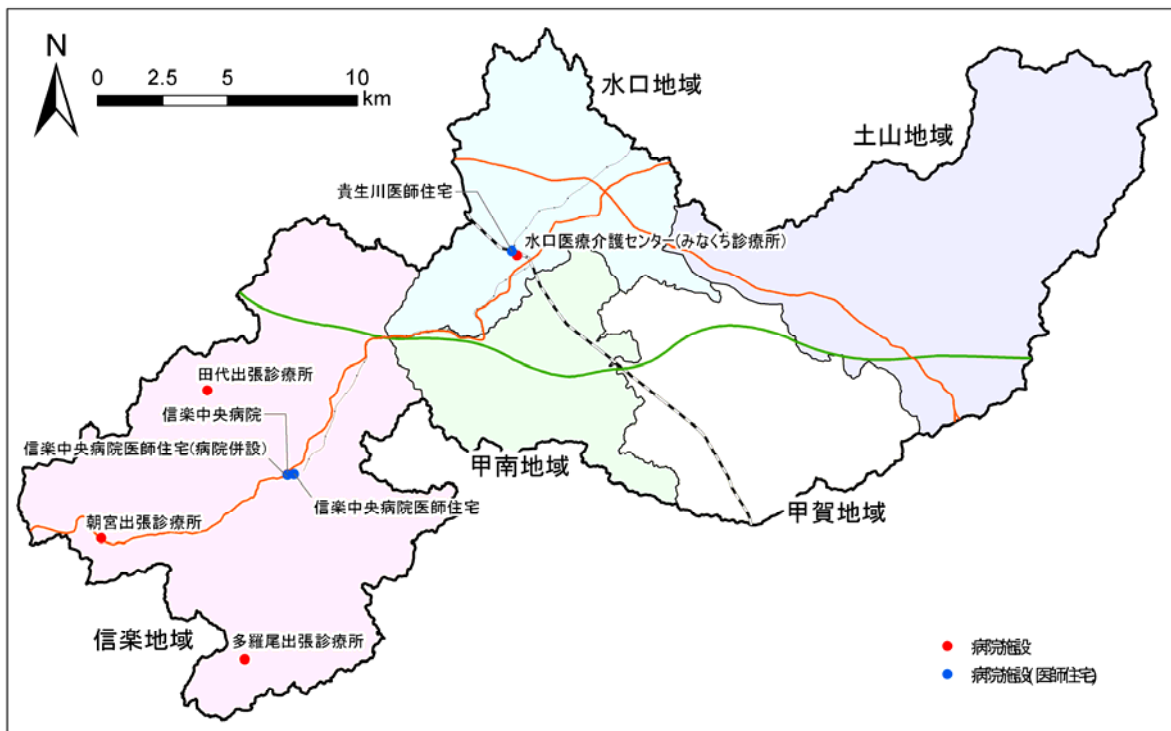 N
0 2.5 5 10
km
水口地域
土山地域
貴生川医師住宅
水口医療介護センター(みなくち診療所)
田代出張診療所
信楽中央病院
信楽中央病院医師住宅(病院併設)
甲南地域
信楽中央病院医師住宅
甲賀地域
朝宮出張診療所
信楽地域
多羅尾出張診療所
病院施設
病院施設(医師住宅)